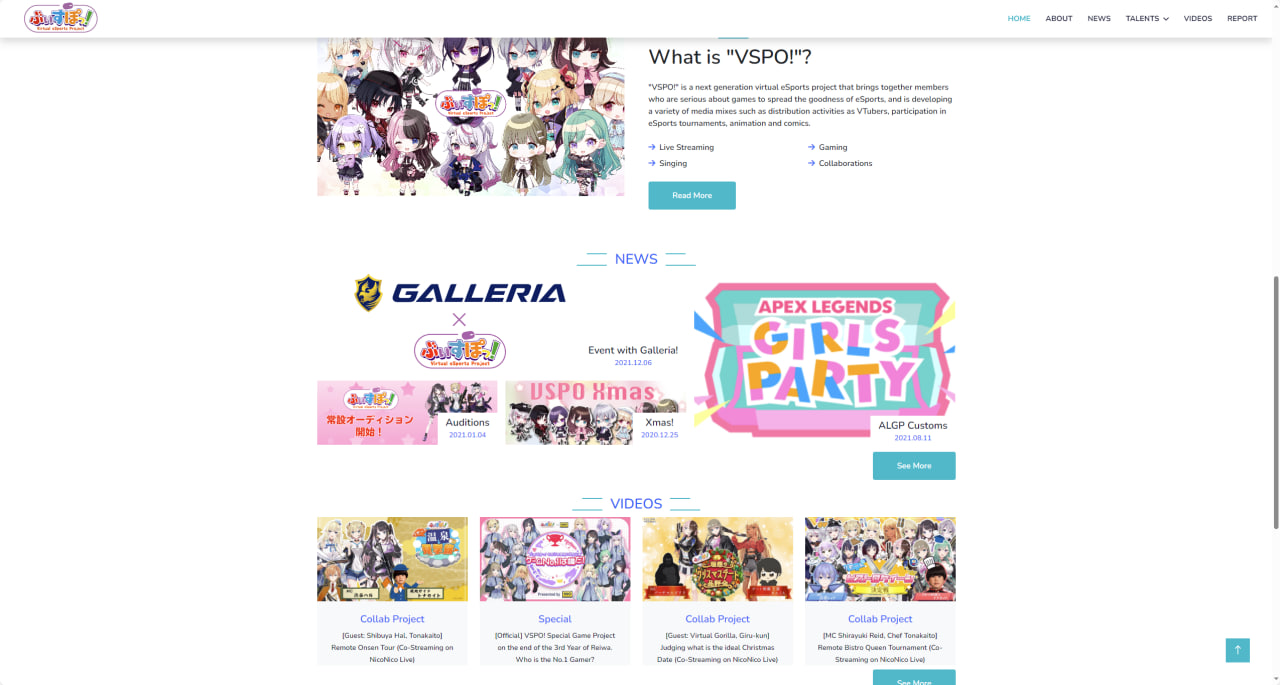 ぶいすぽっ!
Virtual eSports Project
HOME
ABOUT
NEWS
TALENTS
VIDEOS
REPORT
ぶいすぽっ!
Virtual eSports Project
What is "VSPO!"?
"VSPO!" is a next generation virtual eSports project that brings together members
who are serious about games to spread the goodness of eSports, and is developing
a variety of media mixes such as distribution activities as VTubers, participation in
eSports tournaments, animation and comics.
Live Streaming
Gaming
Singing
Collaborations
Read More
NEWS
GALLERIA
ぶいすぽっ!
Virtual eSports Project
Event with Galleria!
2021.12.06
ぶいすぽっ!
常設オーディション
開始！
Auditions
2021.01.04
VSPO Xmas
Xmas!
2020.12.25
APEX LEGENDS
GIRLS
PARTY
ALGP Customs
2021.08.11
See More
VIDEOS
温泉
Collab Project
[Guest: Shibuya Hal, Tonakaito]
Remote Onsen Tour (Co-Streaming on
NicoNico Live)
Presented by
Special
[Official] VSPO! Special Game Project
on the end of the 3rd Year of Reiwa.
Who is the No.1 Gamer?
Collab Project
[Guest: Virtual Gorilla, Giru-kun]
Judging what is the ideal Christmas
Date (Co-Streaming on NicoNico Live)
決定戦
Collab Project
[MC Shirayuki Reid, Chef Tonakaito]
Remote Bistro Queen Tournament (Co-
Streaming on NicoNico Live)
See More